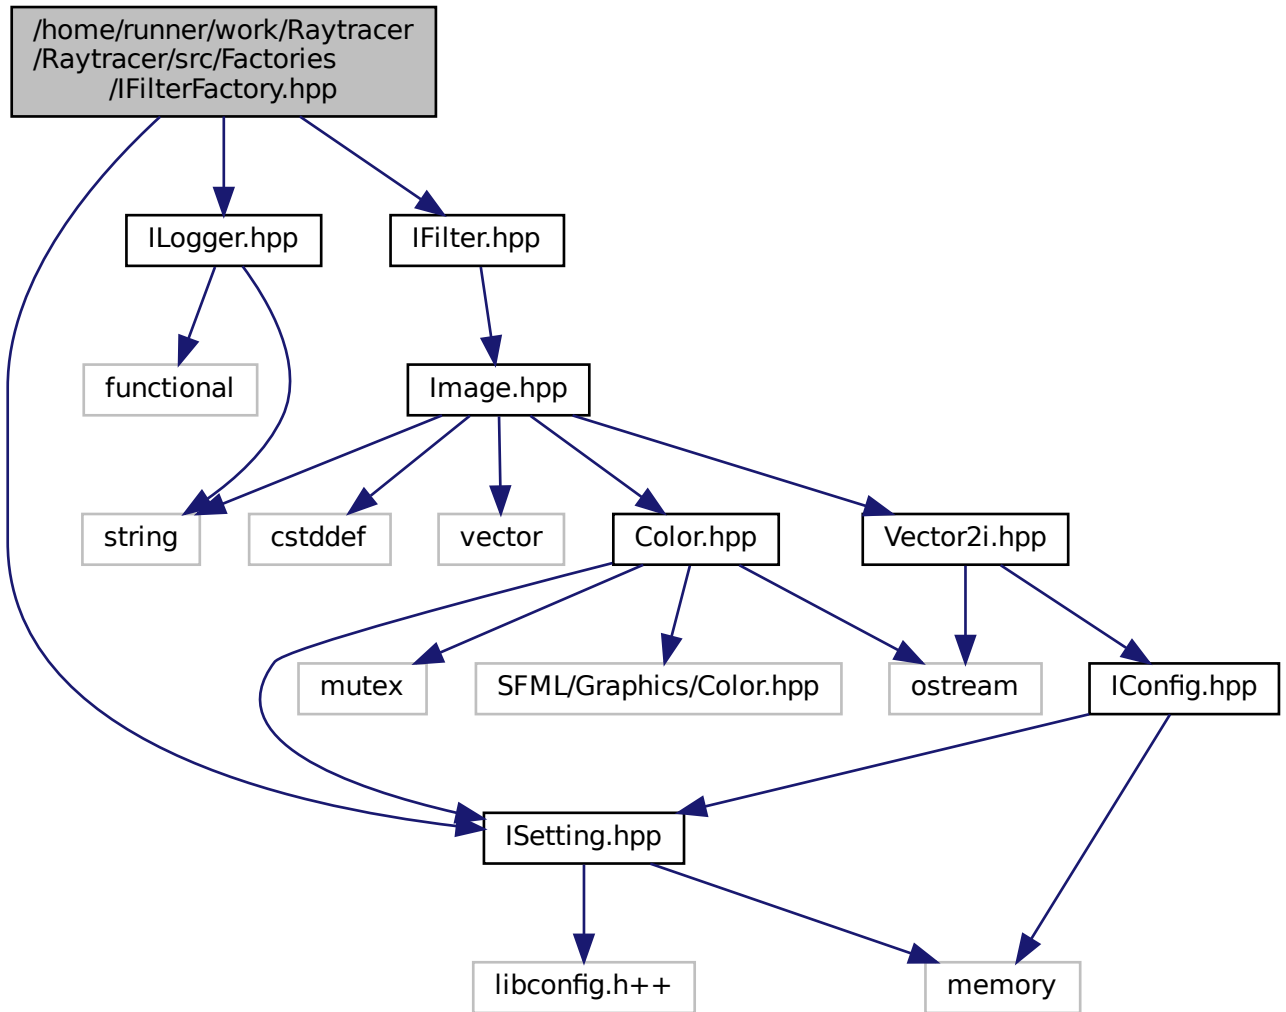 /home/runner/work/Raytracer
/Raytracer/src/Factories
/IFilterFactory.hpp
ILogger.hpp
IFilter.hpp
functional
Image.hpp
string
cstddef
vector
Color.hpp
Vector2i.hpp
mutex
SFML/Graphics/Color.hpp
ostream
IConfig.hpp
ISetting.hpp
libconfig.h++
memory